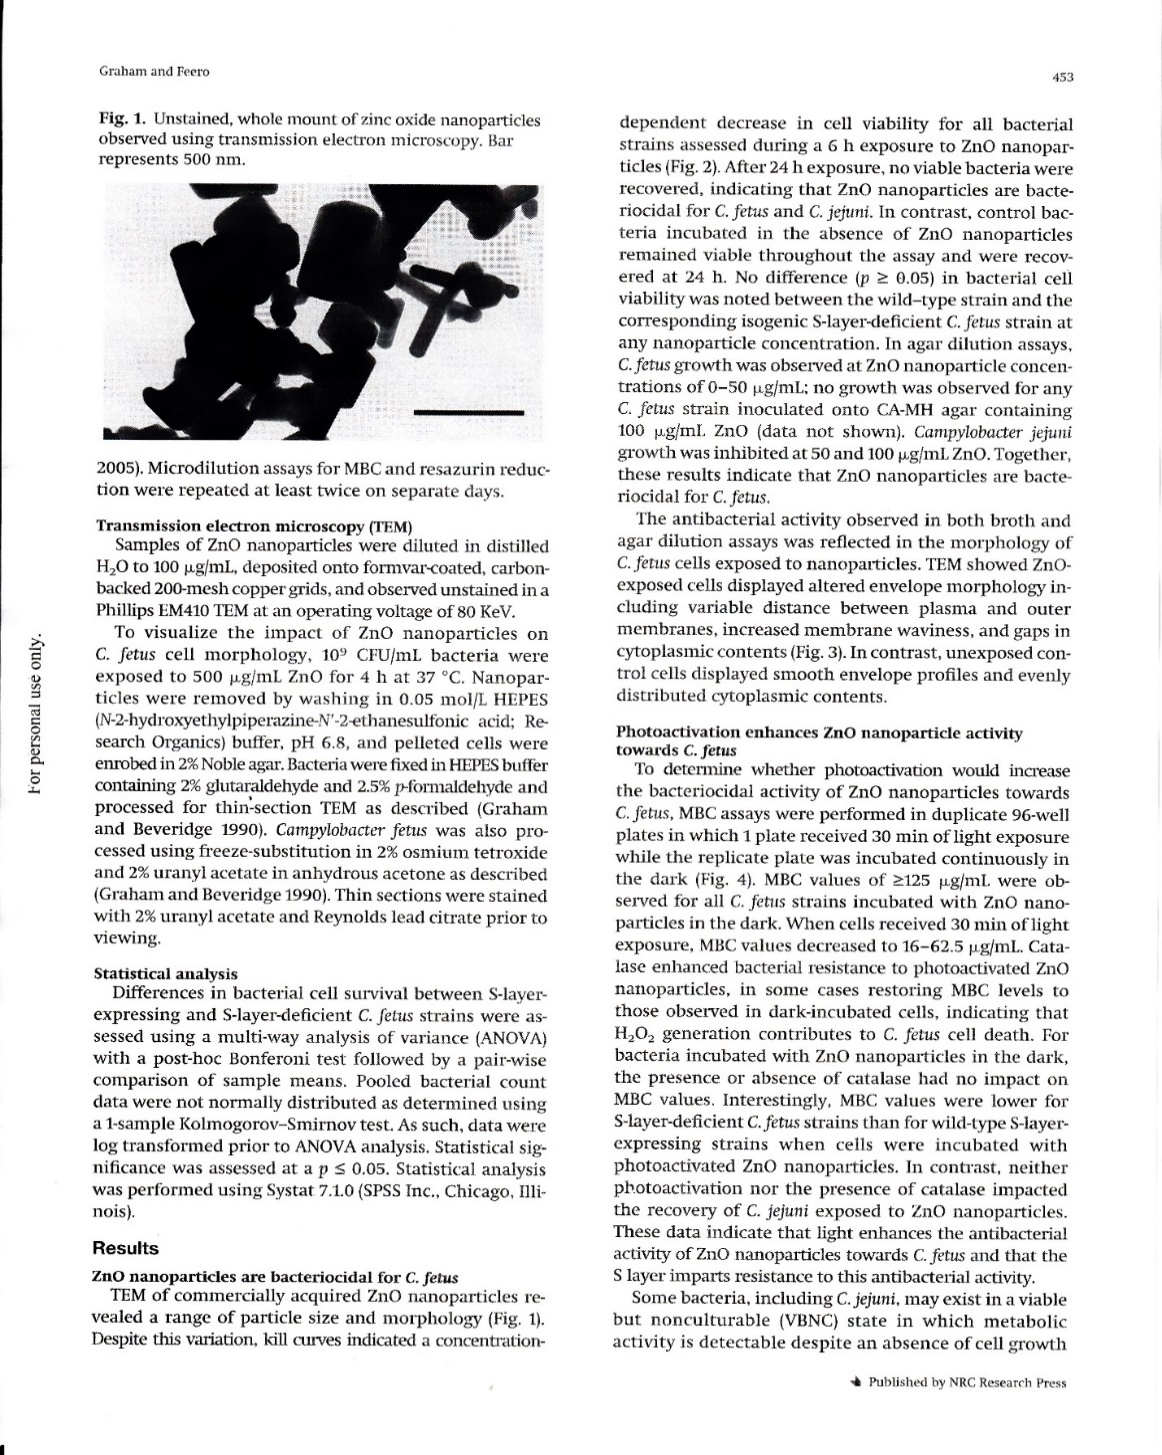 Graham and Feero
453
Fig. 1. Unstained, whole mount of zinc oxide nanoparticles
observed using transmission electron microscopy. Bar
represents 500 nm.
2005). Microdilution assays for MBC and resazurin reduc-
tion were repeated at least twice on separate days.
Transmission electron microscopy (TEM)
Samples of ZnO nanoparticles were diluted in distilled
H₂O to 100 μg/mL, deposited onto formvar-coated, carbon-
backed 200-mesh copper grids, and observed unstained in a
Phillips EM410 TEM at an operating voltage of 80 KeV.
To visualize the impact of ZnO nanoparticles on
C. fetus cell morphology, 10⁹ CFU/mL bacteria were
exposed to 500 μg/mL ZnO for 4 h at 37 °C. Nanopar-
ticles were removed by washing in 0.05 mol/L HEPES
(N-2-hydroxyethylpiperazine-N′-2-ethanesulfonic acid; Re-
search Organics) buffer, pH 6.8, and pelleted cells were
enrobed in 2% Noble agar. Bacteria were fixed in HEPES buffer
containing 2% glutaraldehyde and 2.5% p-formaldehyde and
processed for thin-section TEM as described (Graham
and Beveridge 1990). Campylobacter fetus was also pro-
cessed using freeze-substitution in 2% osmium tetroxide
and 2% uranyl acetate in anhydrous acetone as described
(Graham and Beveridge 1990). Thin sections were stained
with 2% uranyl acetate and Reynolds lead citrate prior to
viewing.
Statistical analysis
Differences in bacterial cell survival between S-layer-
expressing and S-layer-deficient C. fetus strains were as-
sessed using a multi-way analysis of variance (ANOVA)
with a post-hoc Bonferoni test followed by a pair-wise
comparison of sample means. Pooled bacterial count
data were not normally distributed as determined using
a 1-sample Kolmogorov–Smirnov test. As such, data were
log transformed prior to ANOVA analysis. Statistical sig-
nificance was assessed at a p ≤ 0.05. Statistical analysis
was performed using Systat 7.1.0 (SPSS Inc., Chicago, Illi-
nois).
Results
ZnO nanoparticles are bacteriocidal for C. fetus
TEM of commercially acquired ZnO nanoparticles re-
vealed a range of particle size and morphology (Fig. 1).
Despite this variation, kill curves indicated a concentration-
dependent decrease in cell viability for all bacterial
strains assessed during a 6 h exposure to ZnO nanopar-
ticles (Fig. 2). After 24 h exposure, no viable bacteria were
recovered, indicating that ZnO nanoparticles are bacte-
riocidal for C. fetus and C. jejuni. In contrast, control bac-
teria incubated in the absence of ZnO nanoparticles
remained viable throughout the assay and were recov-
ered at 24 h. No difference (p ≥ 0.05) in bacterial cell
viability was noted between the wild–type strain and the
corresponding isogenic S-layer-deficient C. fetus strain at
any nanoparticle concentration. In agar dilution assays,
C. fetus growth was observed at ZnO nanoparticle concen-
trations of 0–50 μg/mL; no growth was observed for any
C. fetus strain inoculated onto CA-MH agar containing
100 μg/mL ZnO (data not shown). Campylobacter jejuni
growth was inhibited at 50 and 100 μg/mL ZnO. Together,
these results indicate that ZnO nanoparticles are bacte-
riocidal for C. fetus.
The antibacterial activity observed in both broth and
agar dilution assays was reflected in the morphology of
C. fetus cells exposed to nanoparticles. TEM showed ZnO-
exposed cells displayed altered envelope morphology in-
cluding variable distance between plasma and outer
membranes, increased membrane waviness, and gaps in
cytoplasmic contents (Fig. 3). In contrast, unexposed con-
trol cells displayed smooth envelope profiles and evenly
distributed cytoplasmic contents.
Photoactivation enhances ZnO nanoparticle activity
towards C. fetus
To determine whether photoactivation would increase
the bacteriocidal activity of ZnO nanoparticles towards
C. fetus, MBC assays were performed in duplicate 96-well
plates in which 1 plate received 30 min of light exposure
while the replicate plate was incubated continuously in
the dark (Fig. 4). MBC values of ≥125 μg/mL were ob-
served for all C. fetus strains incubated with ZnO nano-
particles in the dark. When cells received 30 min of light
exposure, MBC values decreased to 16–62.5 μg/mL. Cata-
lase enhanced bacterial resistance to photoactivated ZnO
nanoparticles, in some cases restoring MBC levels to
those observed in dark-incubated cells, indicating that
H₂O₂ generation contributes to C. fetus cell death. For
bacteria incubated with ZnO nanoparticles in the dark,
the presence or absence of catalase had no impact on
MBC values. Interestingly, MBC values were lower for
S-layer-deficient C. fetus strains than for wild-type S-layer-
expressing strains when cells were incubated with
photoactivated ZnO nanoparticles. In contrast, neither
photoactivation nor the presence of catalase impacted
the recovery of C. jejuni exposed to ZnO nanoparticles.
These data indicate that light enhances the antibacterial
activity of ZnO nanoparticles towards C. fetus and that the
S layer imparts resistance to this antibacterial activity.
Some bacteria, including C. jejuni, may exist in a viable
but nonculturable (VBNC) state in which metabolic
activity is detectable despite an absence of cell growth
Published by NRC Research Press
For personal use only.